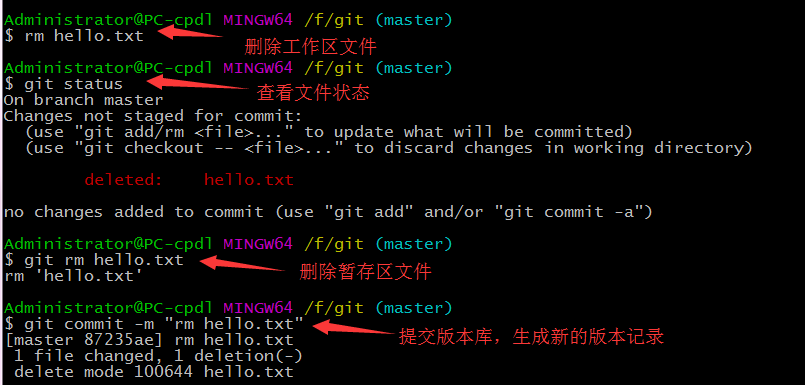 Administrator@PC-cpdl MINGW64 /f/git (master)
$ rm hello.txt
删除工作区文件
Administrator@PC-cpdl MINGW64 /f/git (master)
$ git status
查看文件状态
On branch master
Changes not staged for commit:
  (use "git add/rm <file>..." to update what will be committed)
  (use "git checkout -- <file>..." to discard changes in working directory)
        deleted:    hello.txt
no changes added to commit (use "git add" and/or "git commit -a")
Administrator@PC-cpdl MINGW64 /f/git (master)
$ git rm hello.txt
删除暂存区文件
rm 'hello.txt'
Administrator@PC-cpdl MINGW64 /f/git (master)
$ git commit -m "rm hello.txt"
提交版本库，生成新的版本记录
[master 87235ae] rm hello.txt
 1 file changed, 1 deletion(-)
 delete mode 100644 hello.txt